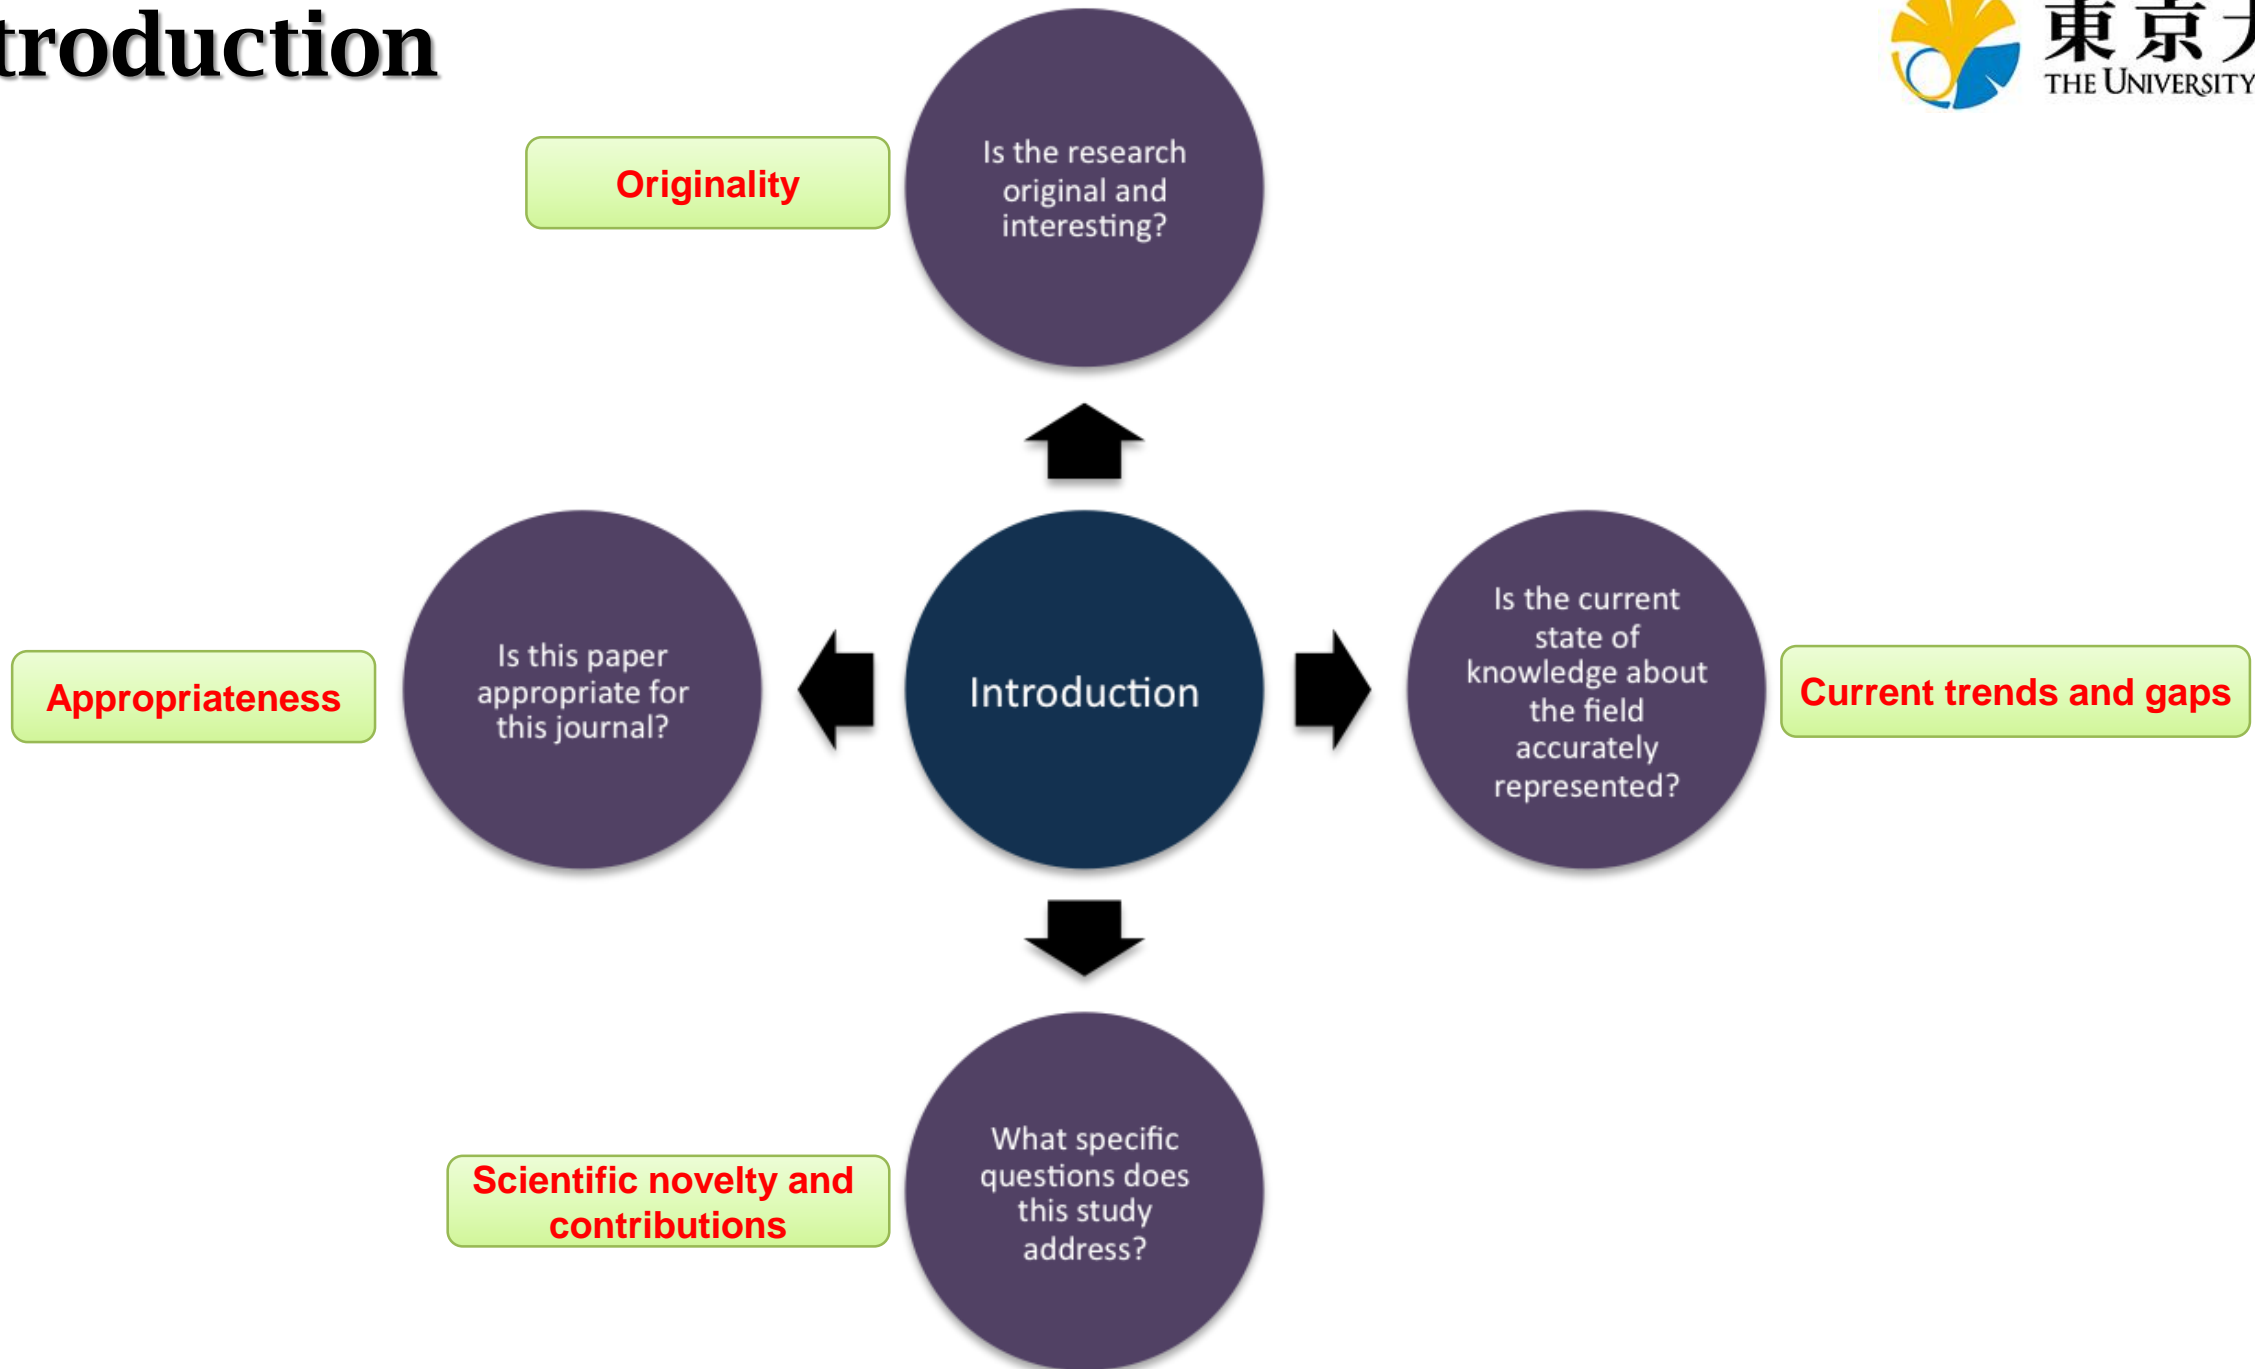 troduction
東京大
THE UNIVERSITY
Originality
Is the research
original and
interesting?
Appropriateness
Is this paper
appropriate for
this journal?
Introduction
Is the current
state of
knowledge about
the field
accurately
represented?
Current trends and gaps
Scientific novelty and
contributions
What specific
questions does
this study
address?